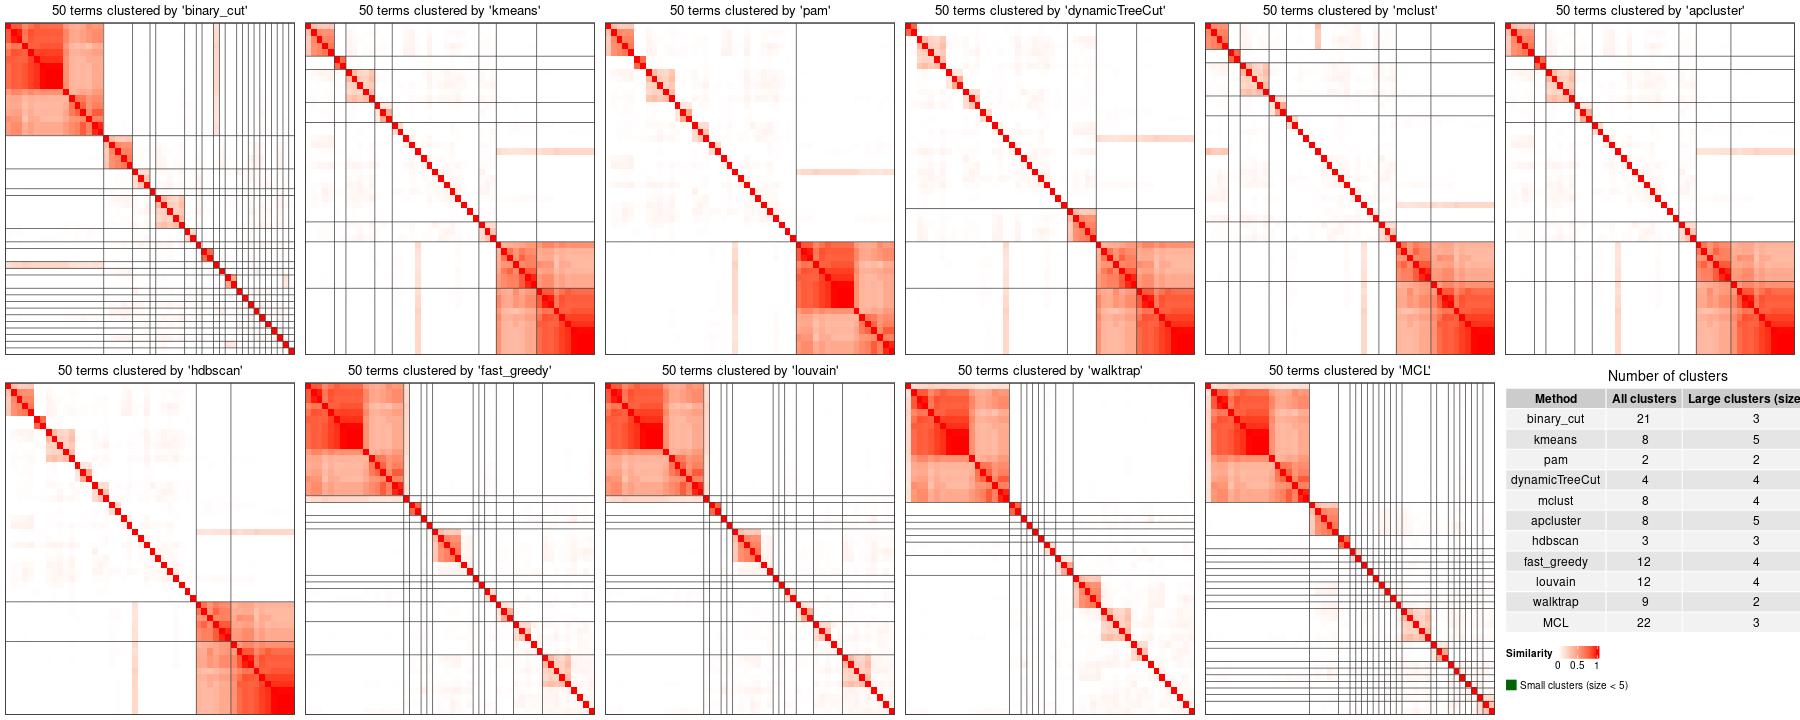 50 terms clustered by 'binary_cut'
50 terms clustered by 'kmeans'
50 terms clustered by 'pam'
50 terms clustered by 'dynamicTreeCut'
50 terms clustered by 'mclust'
50 terms clustered by 'apcluster'
50 terms clustered by 'hdbscan'
50 terms clustered by 'fast_greedy'
50 terms clustered by 'louvain'
50 terms clustered by 'walktrap'
50 terms clustered by 'MCL'
Number of clusters
Method All clusters Large clusters (size
binary_cut 21 3
kmeans 8 5
pam 2 2
dynamicTreeCut 4 4
mclust 8 4
apcluster 8 5
hdbscan 3 3
fast_greedy 12 4
louvain 12 4
walktrap 9 2
MCL 22 3
Similarity
0 0.5 1
Small clusters (size < 5)